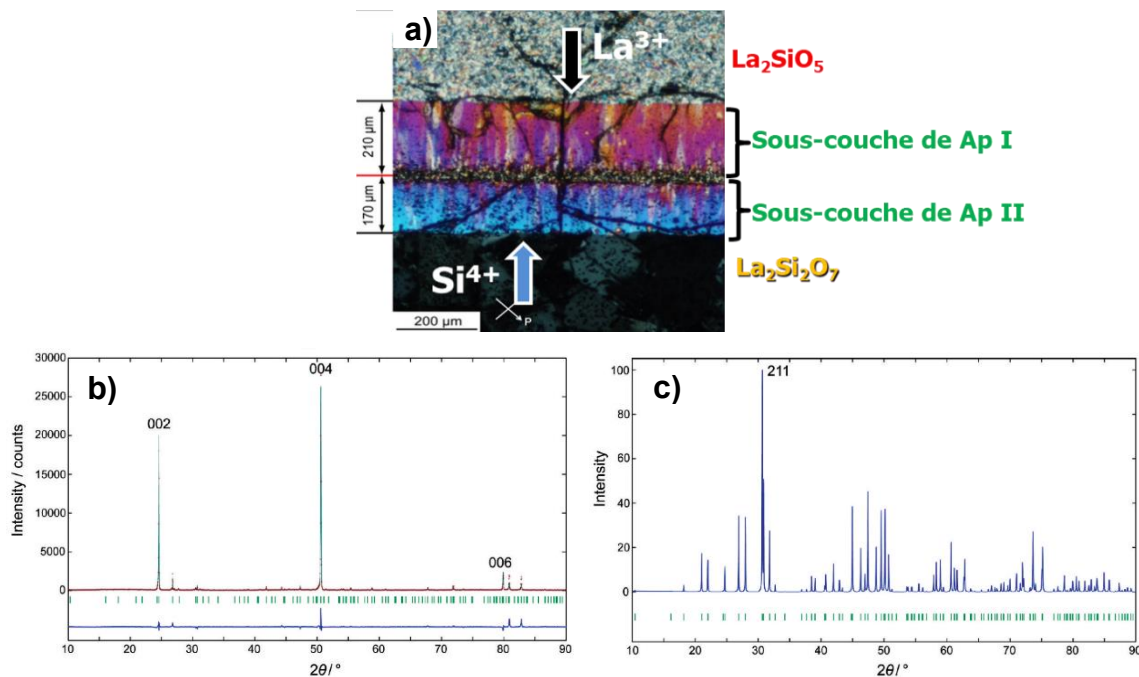 a)
La³⁺
La₂SiO₅
210 µm
Sous-couche de Ap I
170 µm
Sous-couche de Ap II
Si⁴⁺
La₂Si₂O₇
P
200 µm
b)
002
004
006
Intensity / counts
30000
25000
20000
15000
10000
5000
0
10 20 30 40 50 60 70 80 90
2θ / °
c)
211
Intensity
100
80
60
40
20
0
10 20 30 40 50 60 70 80 90
2θ / °